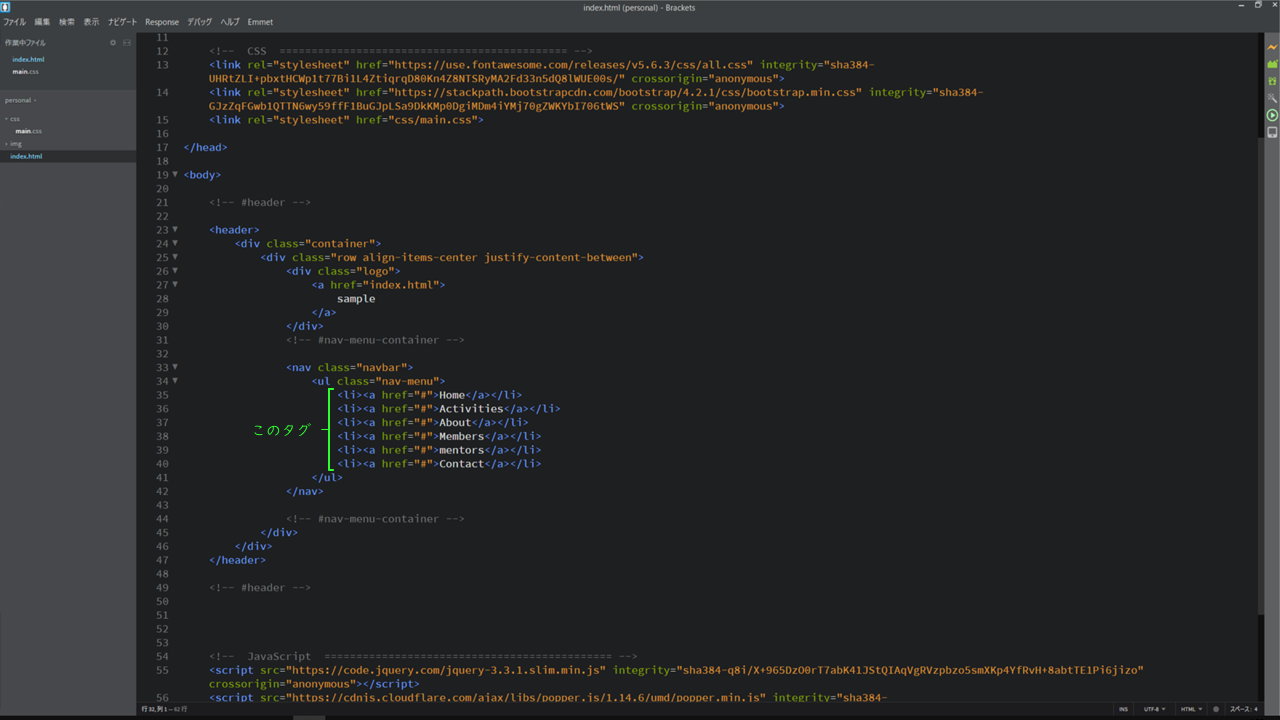 index.html (personal) - Brackets
ファイル 編集 検索 表示 ナビゲート Response デバッグ ヘルプ Emmet
作業中ファイル
index.html
main.css
personal
css
main.css
img
index.html
11
12 <!-- CSS ============================================= -->
13 <link rel="stylesheet" href="https://use.fontawesome.com/releases/v5.6.3/css/all.css" integrity="sha384-
UHRtZLI+pbxtHCWp1t77Bi1L4ZtiqrqD80Kn4Z8NTSRyMA2Fd33n5dQ8lWUE00s/" crossorigin="anonymous">
14 <link rel="stylesheet" href="https://stackpath.bootstrapcdn.com/bootstrap/4.2.1/css/bootstrap.min.css" integrity="sha384-
GJzZqFGwb1QTTN6wy59ffF1BuGJpLSa9DkKMp0DgiMDm4iYMj70gZWKYbI706tWS" crossorigin="anonymous">
15 <link rel="stylesheet" href="css/main.css">
16
17 </head>
18
19 <body>
20
21 <!-- #header -->
22
23 <header>
24 <div class="container">
25 <div class="row align-items-center justify-content-between">
26 <div class="logo">
27 <a href="index.html">
28 sample
29 </a>
30 </div>
31 <!-- #nav-menu-container -->
32
33 <nav class="navbar">
34 <ul class="nav-menu">
35 <li><a href="#">Home</a></li>
36 <li><a href="#">Activities</a></li>
37 <li><a href="#">About</a></li>
このタグ
38 <li><a href="#">Members</a></li>
39 <li><a href="#">mentors</a></li>
40 <li><a href="#">Contact</a></li>
41 </ul>
42 </nav>
43
44 <!-- #nav-menu-container -->
45 </div>
46 </div>
47 </header>
48
49 <!-- #header -->
50
51
52
53
54 <!-- JavaScript ============================================= -->
55 <script src="https://code.jquery.com/jquery-3.3.1.slim.min.js" integrity="sha384-q8i/X+965DzO0rT7abK41JStQIAqVgRVzpbzo5smXKp4YfRvH+8abtTE1Pi6jizo"
crossorigin="anonymous"></script>
56 <script src="https://cdnjs.cloudflare.com/ajax/libs/popper.js/1.14.6/umd/popper.min.js" integrity="sha384-
行 32, 列 1 — 62 行 INS UTF-8 HTML スペース: 4